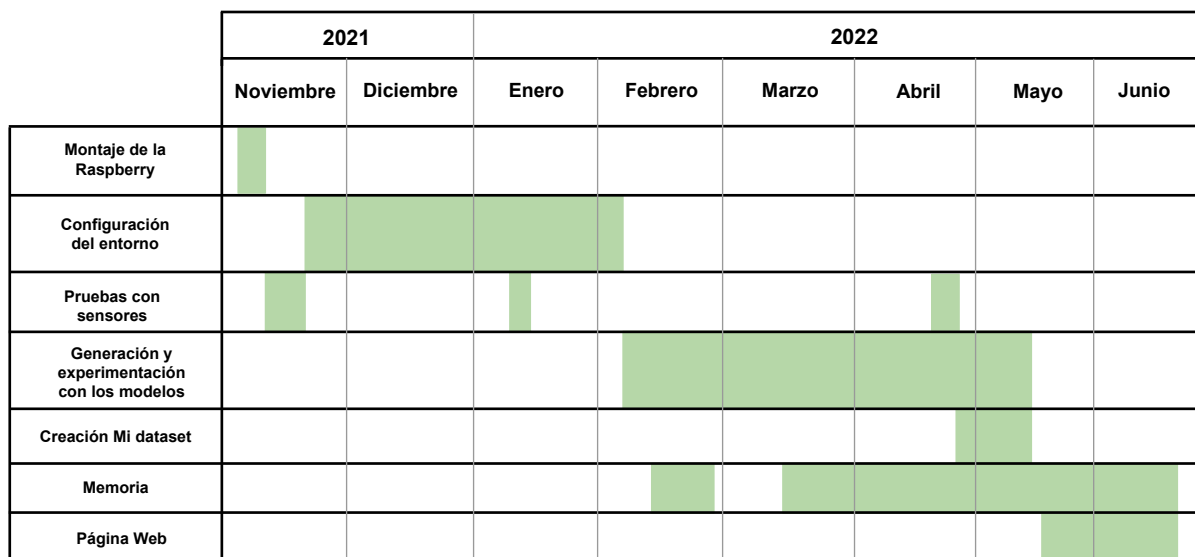 2021
2022
Noviembre
Diciembre
Enero
Febrero
Marzo
Abril
Mayo
Junio
Montaje de la
Raspberry
Configuración
del entorno
Pruebas con
sensores
Generación y
experimentación
con los modelos
Creación Mi dataset
Memoria
Página Web